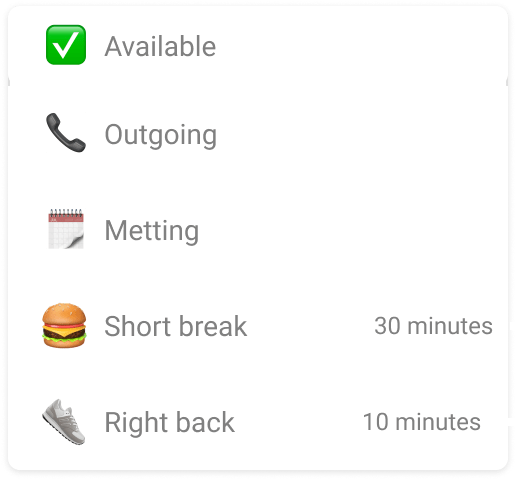 Available
Outgoing
Metting
Short break 30 minutes
Right back 10 minutes